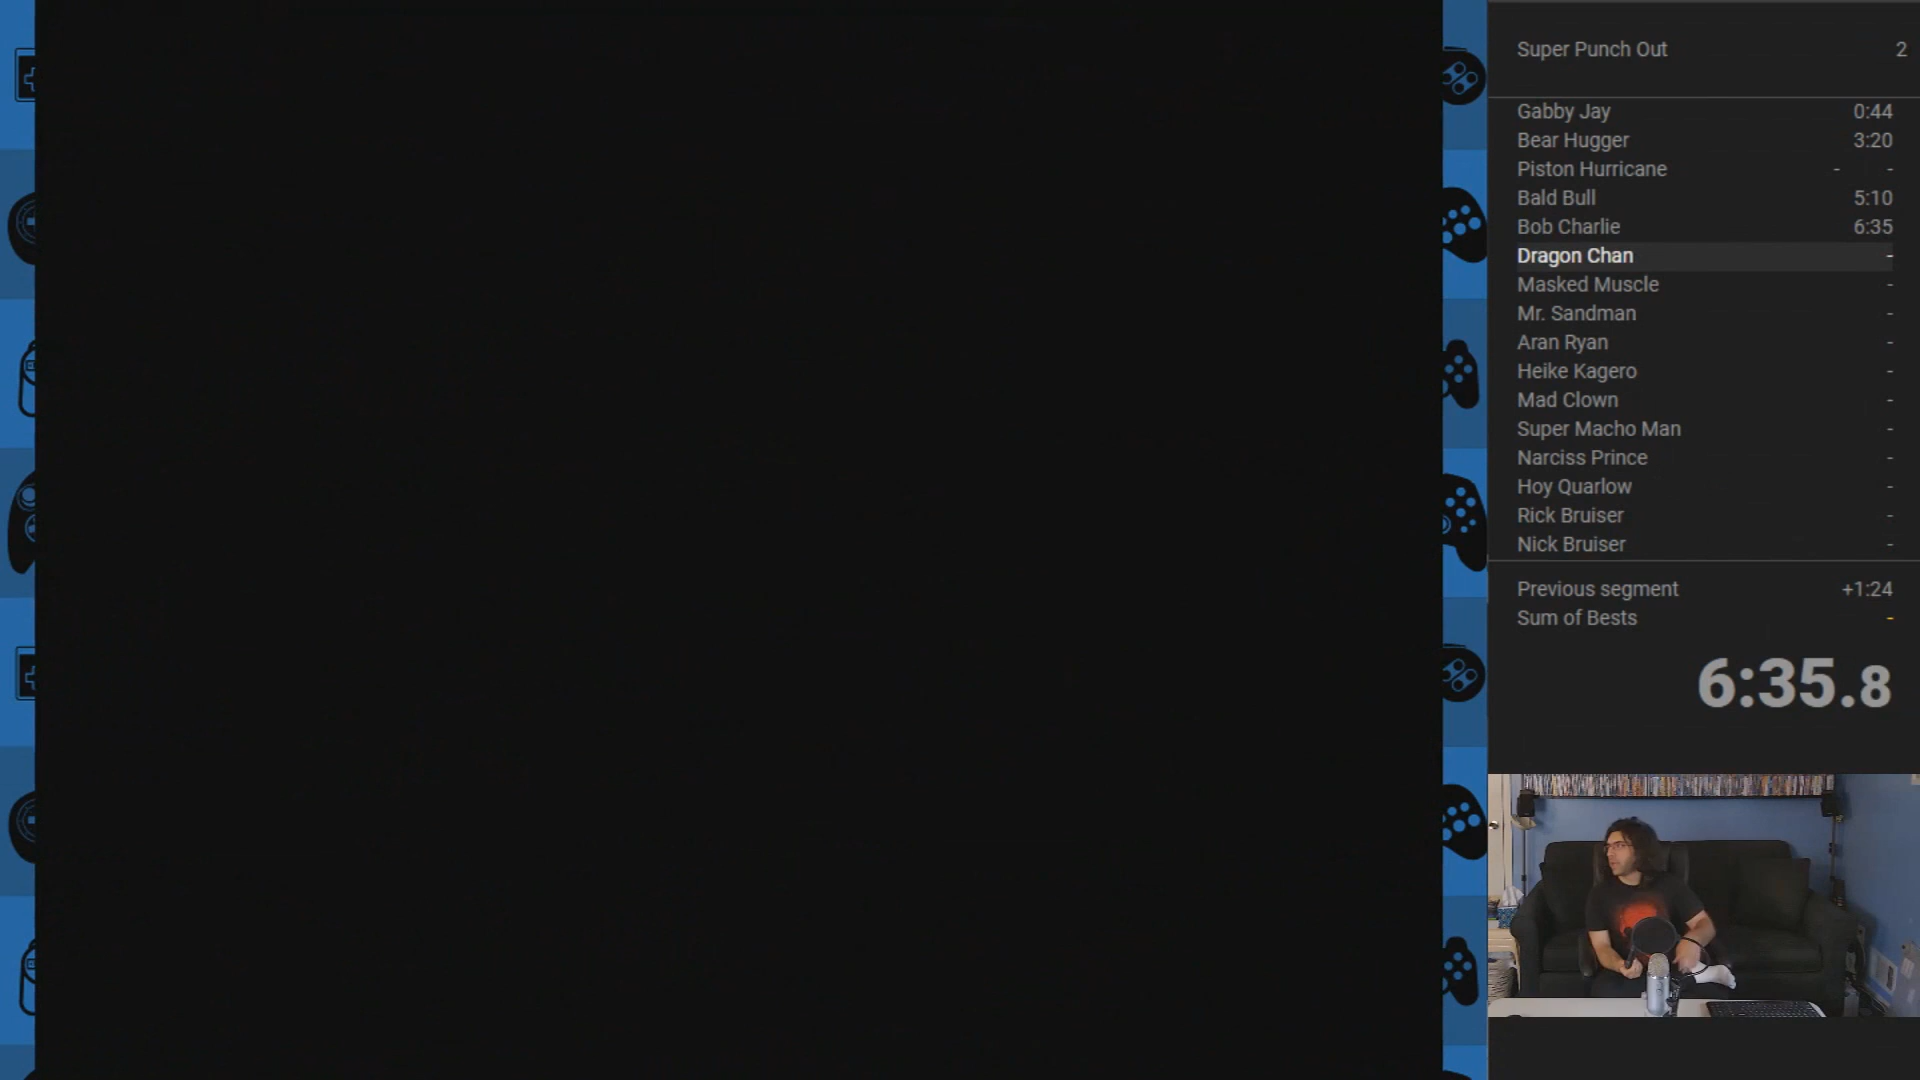 Super Punch Out 2
Gabby Jay 0:44
Bear Hugger 3:20
Piston Hurricane - -
Bald Bull 5:10
Bob Charlie 6:35
Dragon Chan -
Masked Muscle -
Mr. Sandman -
Aran Ryan -
Heike Kagero -
Mad Clown -
Super Macho Man -
Narciss Prince -
Hoy Quarlow -
Rick Bruiser -
Nick Bruiser -
Previous segment +1:24
Sum of Bests -
6:35.8